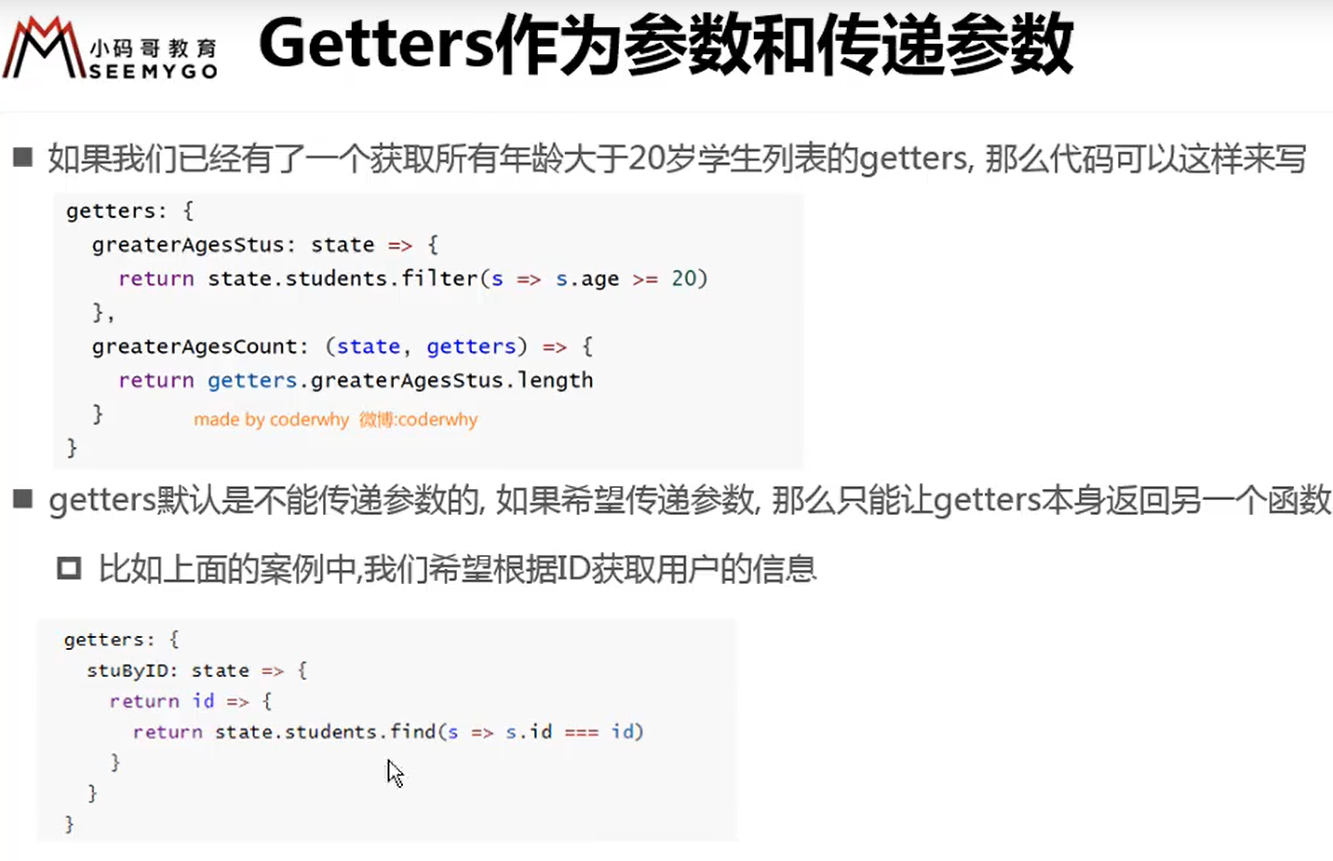 小码哥教育
SEEMYGO
Getters作为参数和传递参数
如果我们已经有了一个获取所有年龄大于20岁学生列表的getters, 那么代码可以这样来写
getters: {
  greaterAgesStus: state => {
    return state.students.filter(s => s.age >= 20)
  },
  greaterAgesCount: (state, getters) => {
    return getters.greaterAgesStus.length
  }
made by coderwhy 微博:coderwhy
}
getters默认是不能传递参数的, 如果希望传递参数, 那么只能让getters本身返回另一个函数
比如上面的案例中,我们希望根据ID获取用户的信息
getters: {
  stuByID: state => {
    return id => {
      return state.students.find(s => s.id === id)
    }
  }
}